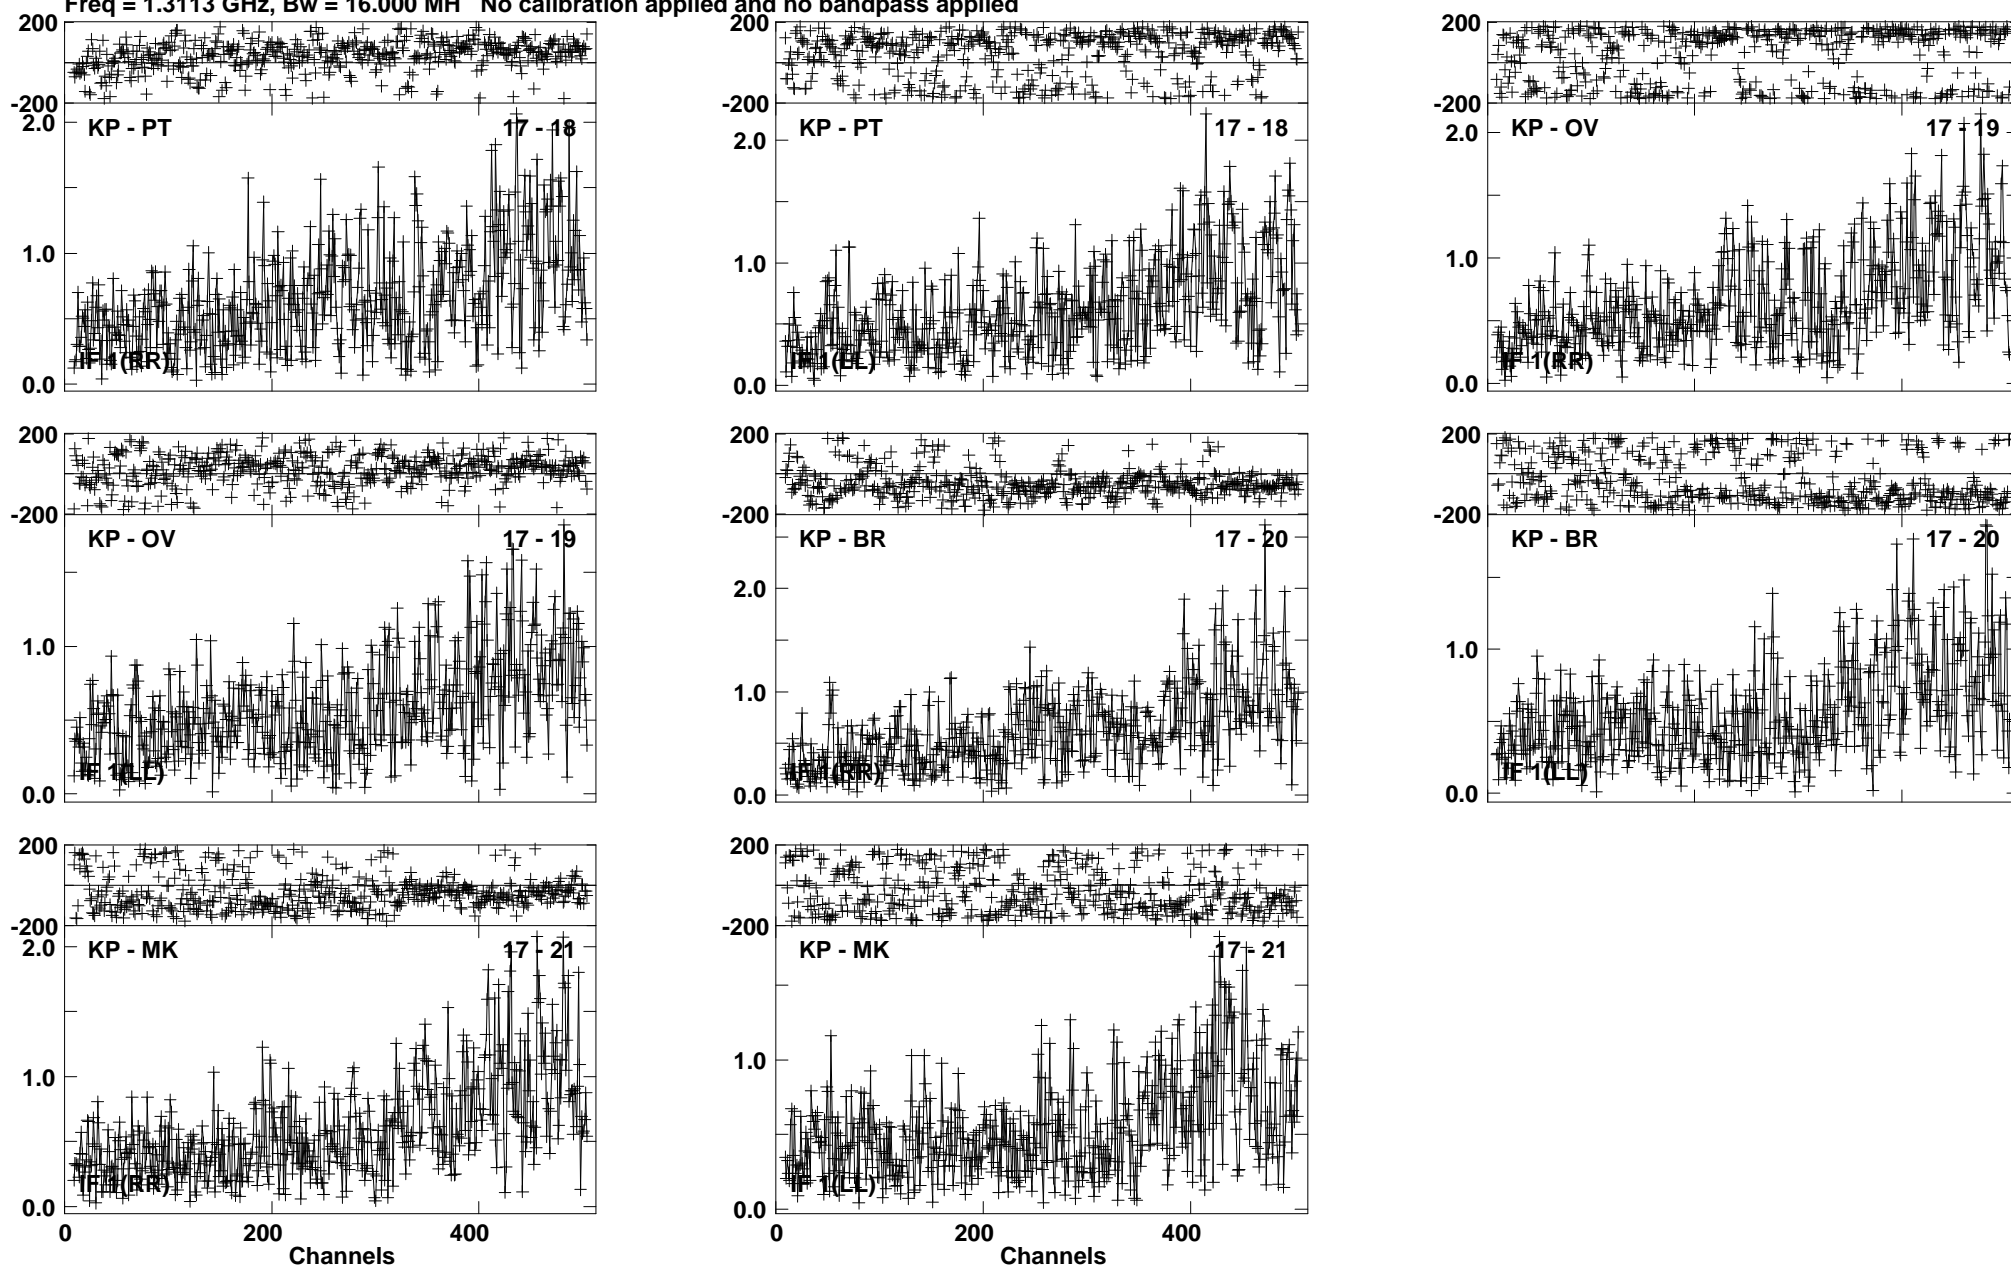 Freq = 1.3113 GHz, Bw = 16.000 MH No calibration applied and no bandpass applied
200
-200
2.0
1.0
0.0
KP - PT 17 - 18
IF 1(RR)
200
-200
2.0
1.0
0.0
KP - PT 17 - 18
IF 1(LL)
200
-200
2.0
1.0
0.0
KP - OV 17 - 19
IF 1(RR)
200
-200
1.0
0.0
KP - OV 17 - 19
IF 1(LL)
200
-200
2.0
1.0
0.0
KP - BR 17 - 20
IF 1(RR)
200
-200
1.0
0.0
KP - BR 17 - 20
IF 1(LL)
200
-200
2.0
1.0
0.0
KP - MK 17 - 21
IF 1(RR)
0 200 400
Channels
200
-200
1.0
0.0
KP - MK 17 - 21
IF 1(LL)
0 200 400
Channels